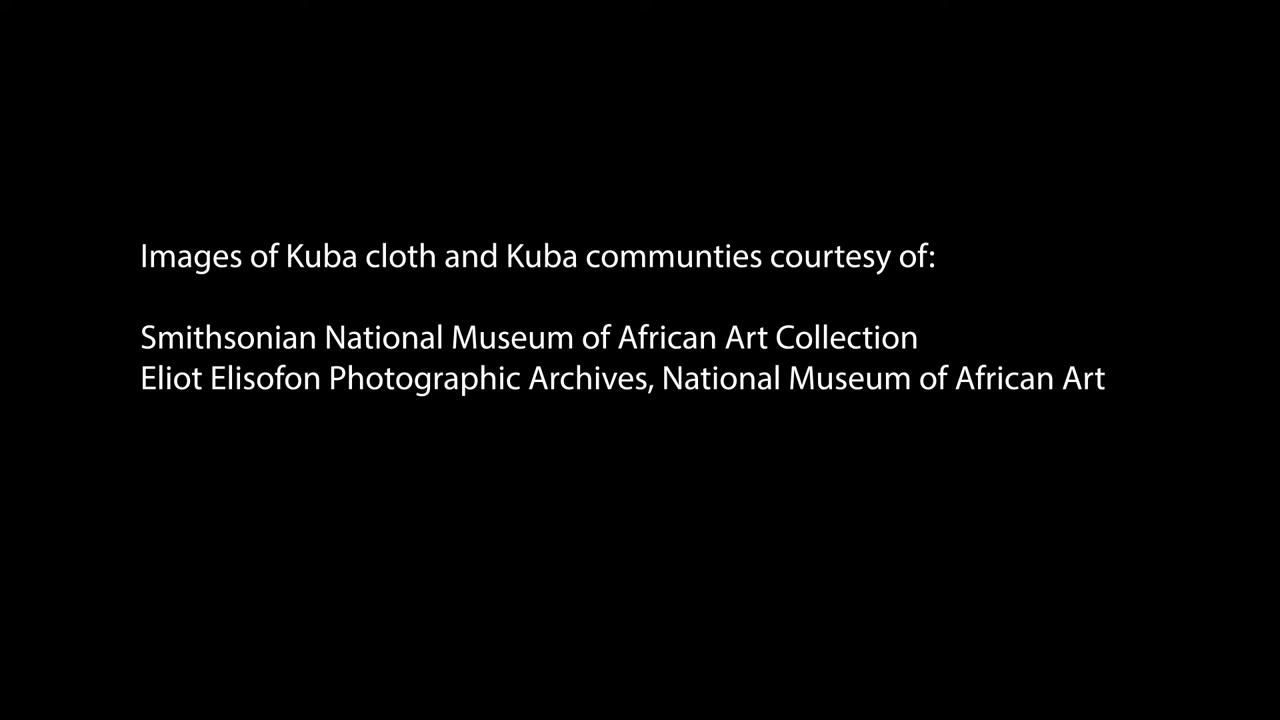 Images of Kuba cloth and Kuba communties courtesy of:
Smithsonian National Museum of African Art Collection
Eliot Elisofon Photographic Archives, National Museum of African Art